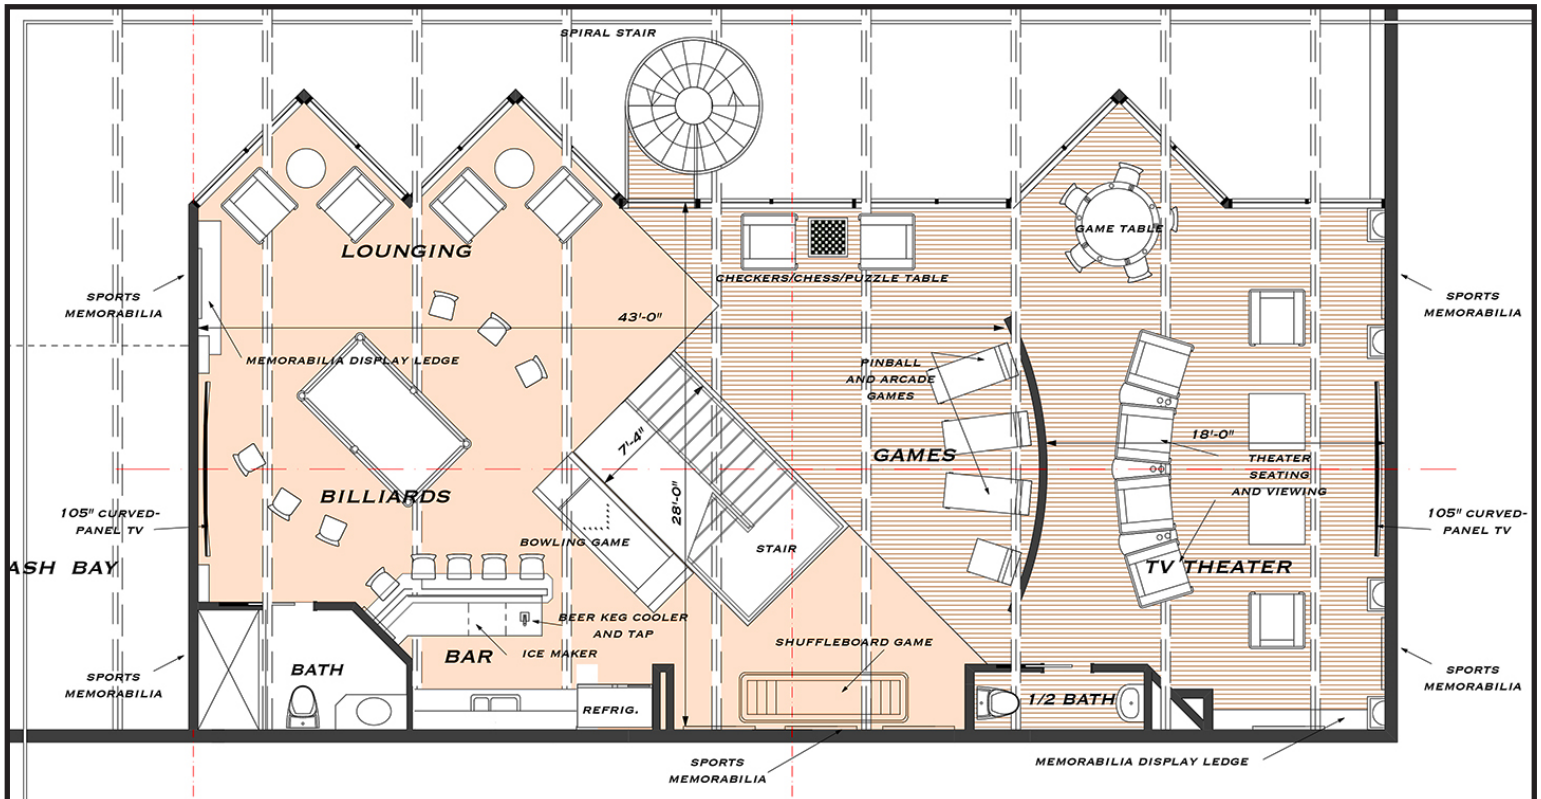 SPIRAL STAIR
LOUNGING
GAME TABLE
CHECKERS/CHESS/PUZZLE TABLE
SPORTS
MEMORABILIA
SPORTS
MEMORABILIA
43'-0"
MEMORABILIA DISPLAY LEDGE
PINBALL
AND ARCADE
GAMES
7'-4"
18'-0"
GAMES
THEATER
SEATING
AND VIEWING
BILLIARDS
28'-0"
105" CURVED-
PANEL TV
105" CURVED-
PANEL TV
BOWLING GAME
STAIR
ASH BAY
TV THEATER
BEER KEG COOLER
AND TAP
SHUFFLEBOARD GAME
ICE MAKER
BAR
BATH
SPORTS
MEMORABILIA
SPORTS
MEMORABILIA
1/2 BATH
REFRIG.
SPORTS
MEMORABILIA
MEMORABILIA DISPLAY LEDGE